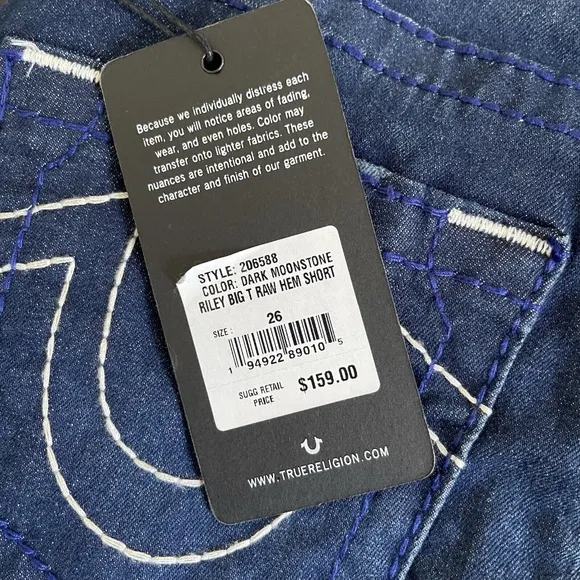 Because we individually distress each
item, you will notice areas of fading,
wear, and even holes. Color may
transfer onto lighter fabrics. These
nuances are intentional and add to the
character and finish of our garment.
STYLE: 206588
COLOR: DARK MOONSTONE
RILEY BIG T RAW HEM SHORT
SIZE : 26
1 94922 89010 5
SUGG RETAIL
PRICE
$159.00
WWW.TRUERELIGION.COM